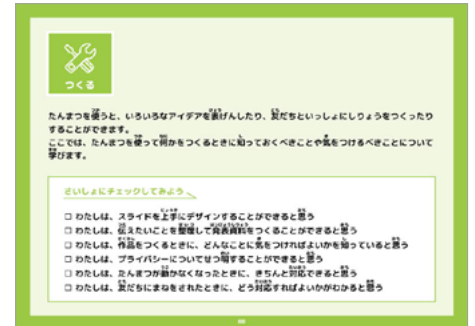 つくる
たんまつを使うと、いろいろなアイデアを表げんしたり、友だちといっしょにしりょうをつくったり
することができます。
ここでは、たんまつを使って何かをつくるときに知っておくべきことや気をつけるべきことについて
学びます。
さいしょにチェックしてみよう
□ わたしは、スライドを上手にデザインすることができると思う
□ わたしは、伝えたいことを整理して発表資料をつくることができると思う
□ わたしは、作品をつくるときに、どんなことに気をつければよいかを知っていると思う
□ わたしは、プライバシーについてせつ明することができると思う
□ わたしは、たんまつが動かなくなったときに、きちんと対応できると思う
□ わたしは、友だちにまねをされたときに、どう対応すればよいかがわかると思う